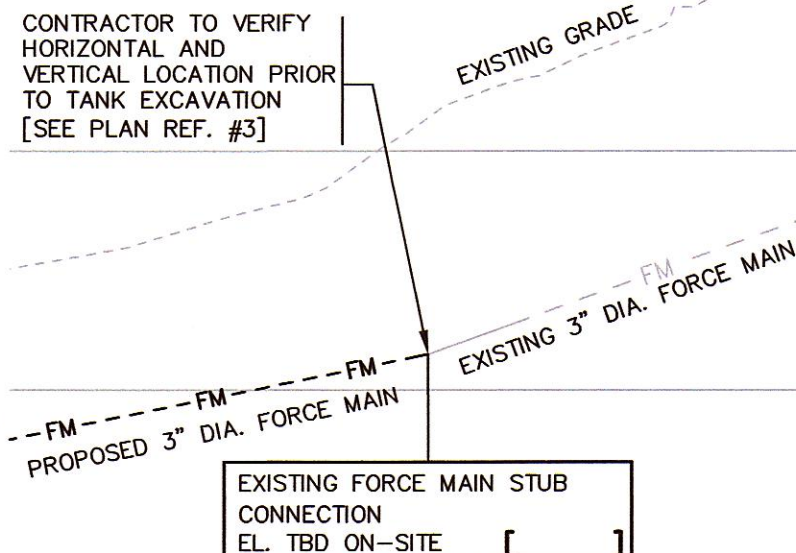 CONTRACTOR TO VERIFY
HORIZONTAL AND
VERTICAL LOCATION PRIOR
TO TANK EXCAVATION
[SEE PLAN REF. #3]
EXISTING GRADE
FM
EXISTING 3" DIA. FORCE MAIN
FM
FM
FM
PROPOSED 3" DIA. FORCE MAIN
EXISTING FORCE MAIN STUB
CONNECTION
EL. TBD ON-SITE [ ]